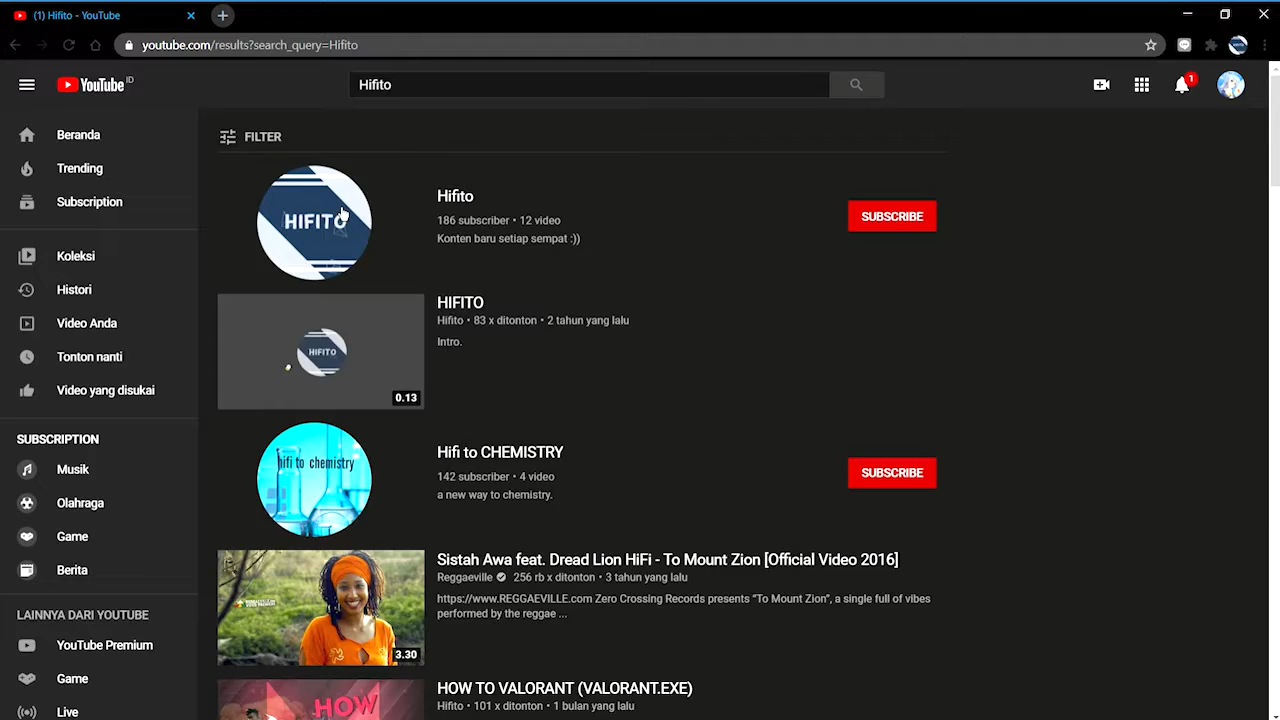 (1) Hifito - YouTube
youtube.com/results?search_query=Hifito
YouTube ID
Hifito
1
Beranda
Trending
Subscription
Koleksi
Histori
Video Anda
Tonton nanti
Video yang disukai
SUBSCRIPTION
Musik
Olahraga
Game
Berita
LAINNYA DARI YOUTUBE
YouTube Premium
Game
Live
FILTER
HIFITO
Hifito
186 subscriber • 12 video
Konten baru setiap sempat :))
SUBSCRIBE
HIFITO
0.13
HIFITO
Hifito • 83 x ditonton • 2 tahun yang lalu
Intro.
hifi to chemistry
Hifi to CHEMISTRY
142 subscriber • 4 video
a new way to chemistry.
SUBSCRIBE
3.30
Sistah Awa feat. Dread Lion HiFi - To Mount Zion [Official Video 2016]
Reggaeville 256 rb x ditonton • 3 tahun yang lalu
https://www.REGGAEVILLE.com Zero Crossing Records presents “To Mount Zion”, a single full of vibes
performed by the reggae ...
HOW
HOW TO VALORANT (VALORANT.EXE)
Hifito • 101 x ditonton • 1 bulan yang lalu